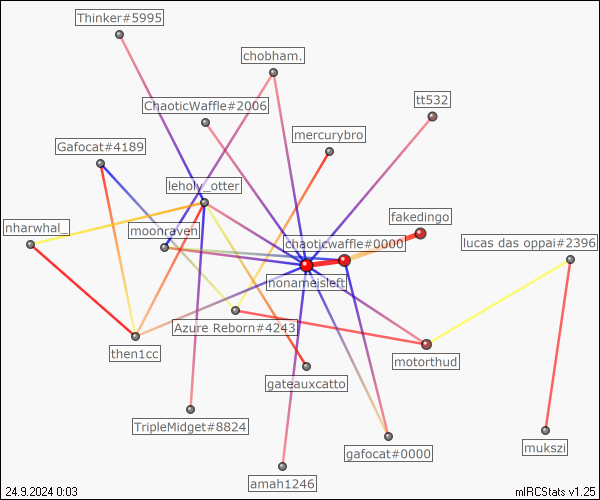 Thinker#5995
chobham.
ChaoticWaffle#2006
tt532
mercurybro
Gafocat#4189
leholy_otter
fakedingo
nharwhal_
moonraven
chaoticwaffle#0000
lucas das oppai#2396
nonameisleft
Azure Reborn#4243
then1cc
motorthud
gateauxcatto
TripleMidget#8824
gafocat#0000
mukszi
amah1246
24.9.2024 0:03
mIRCStats v1.25